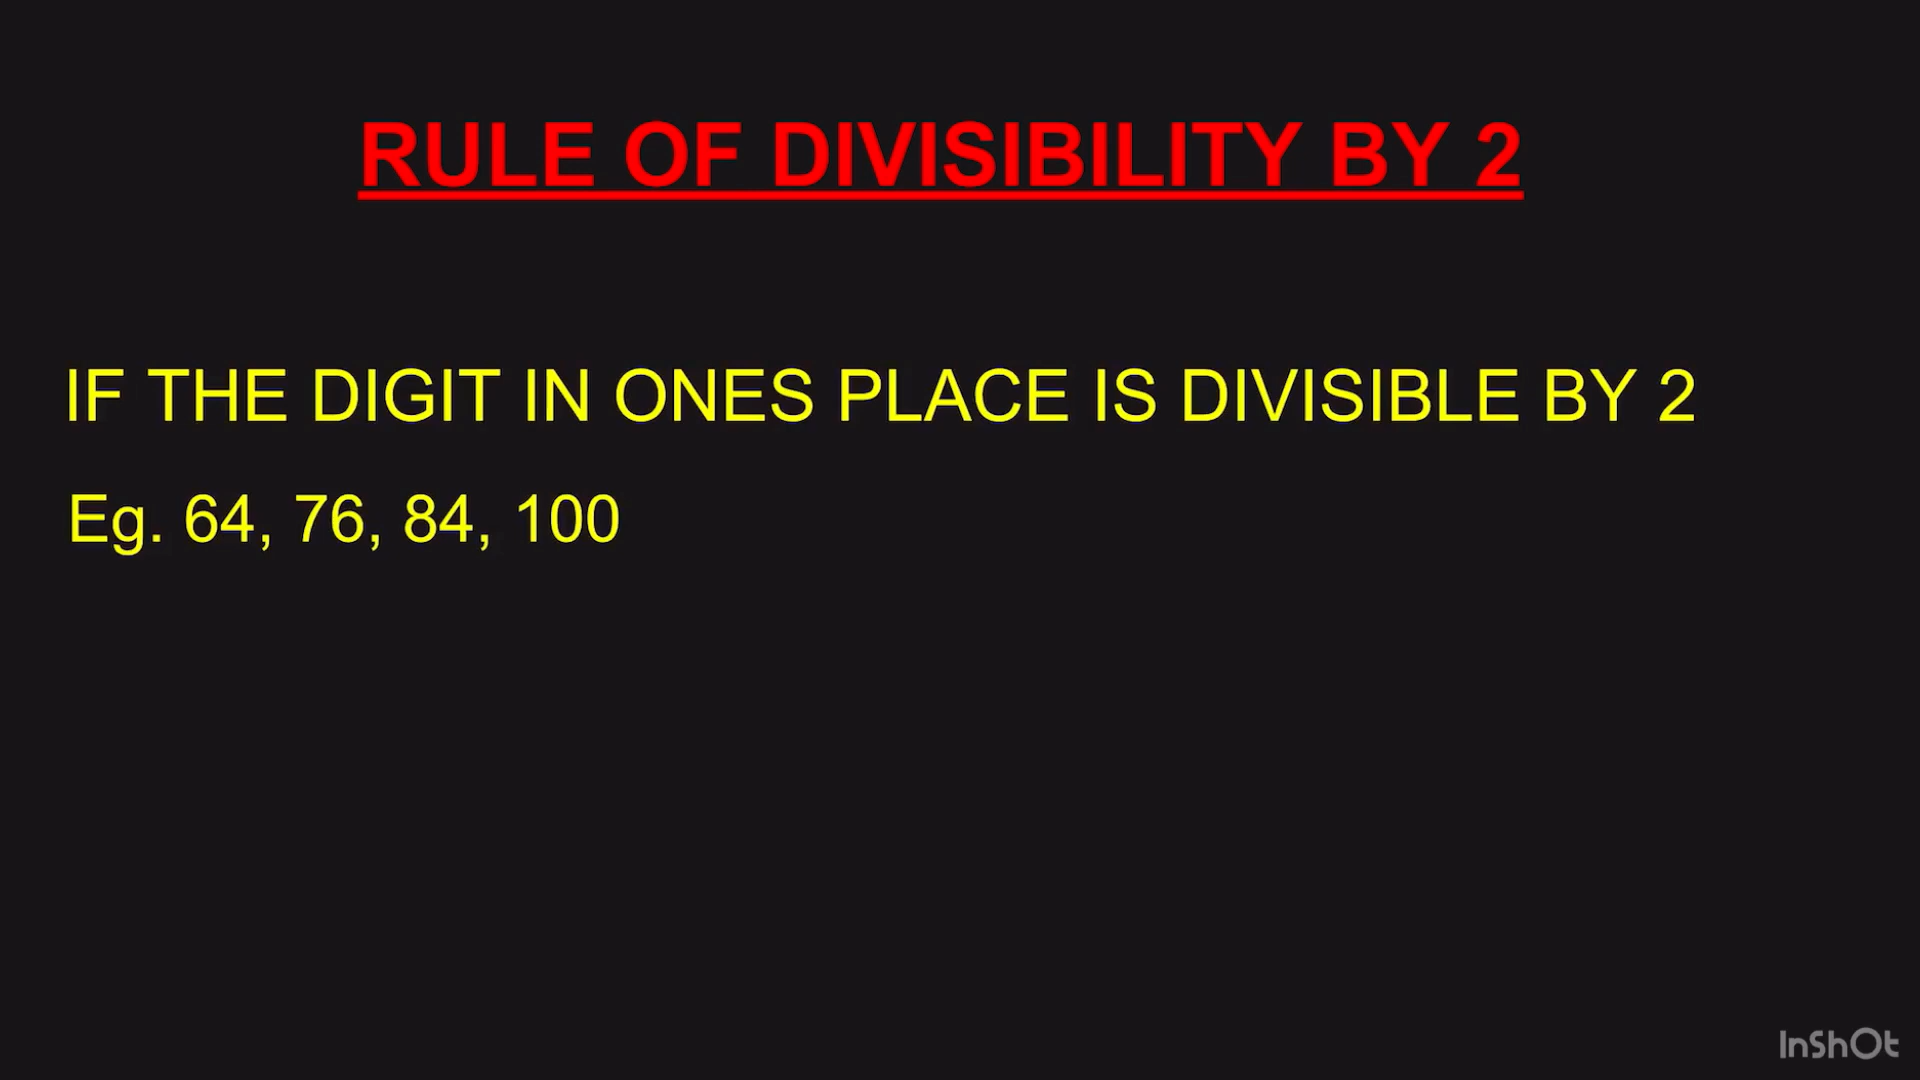 RULE OF DIVISIBILITY BY 2
IF THE DIGIT IN ONES PLACE IS DIVISIBLE BY 2
Eg. 64, 76, 84, 100
InShOt